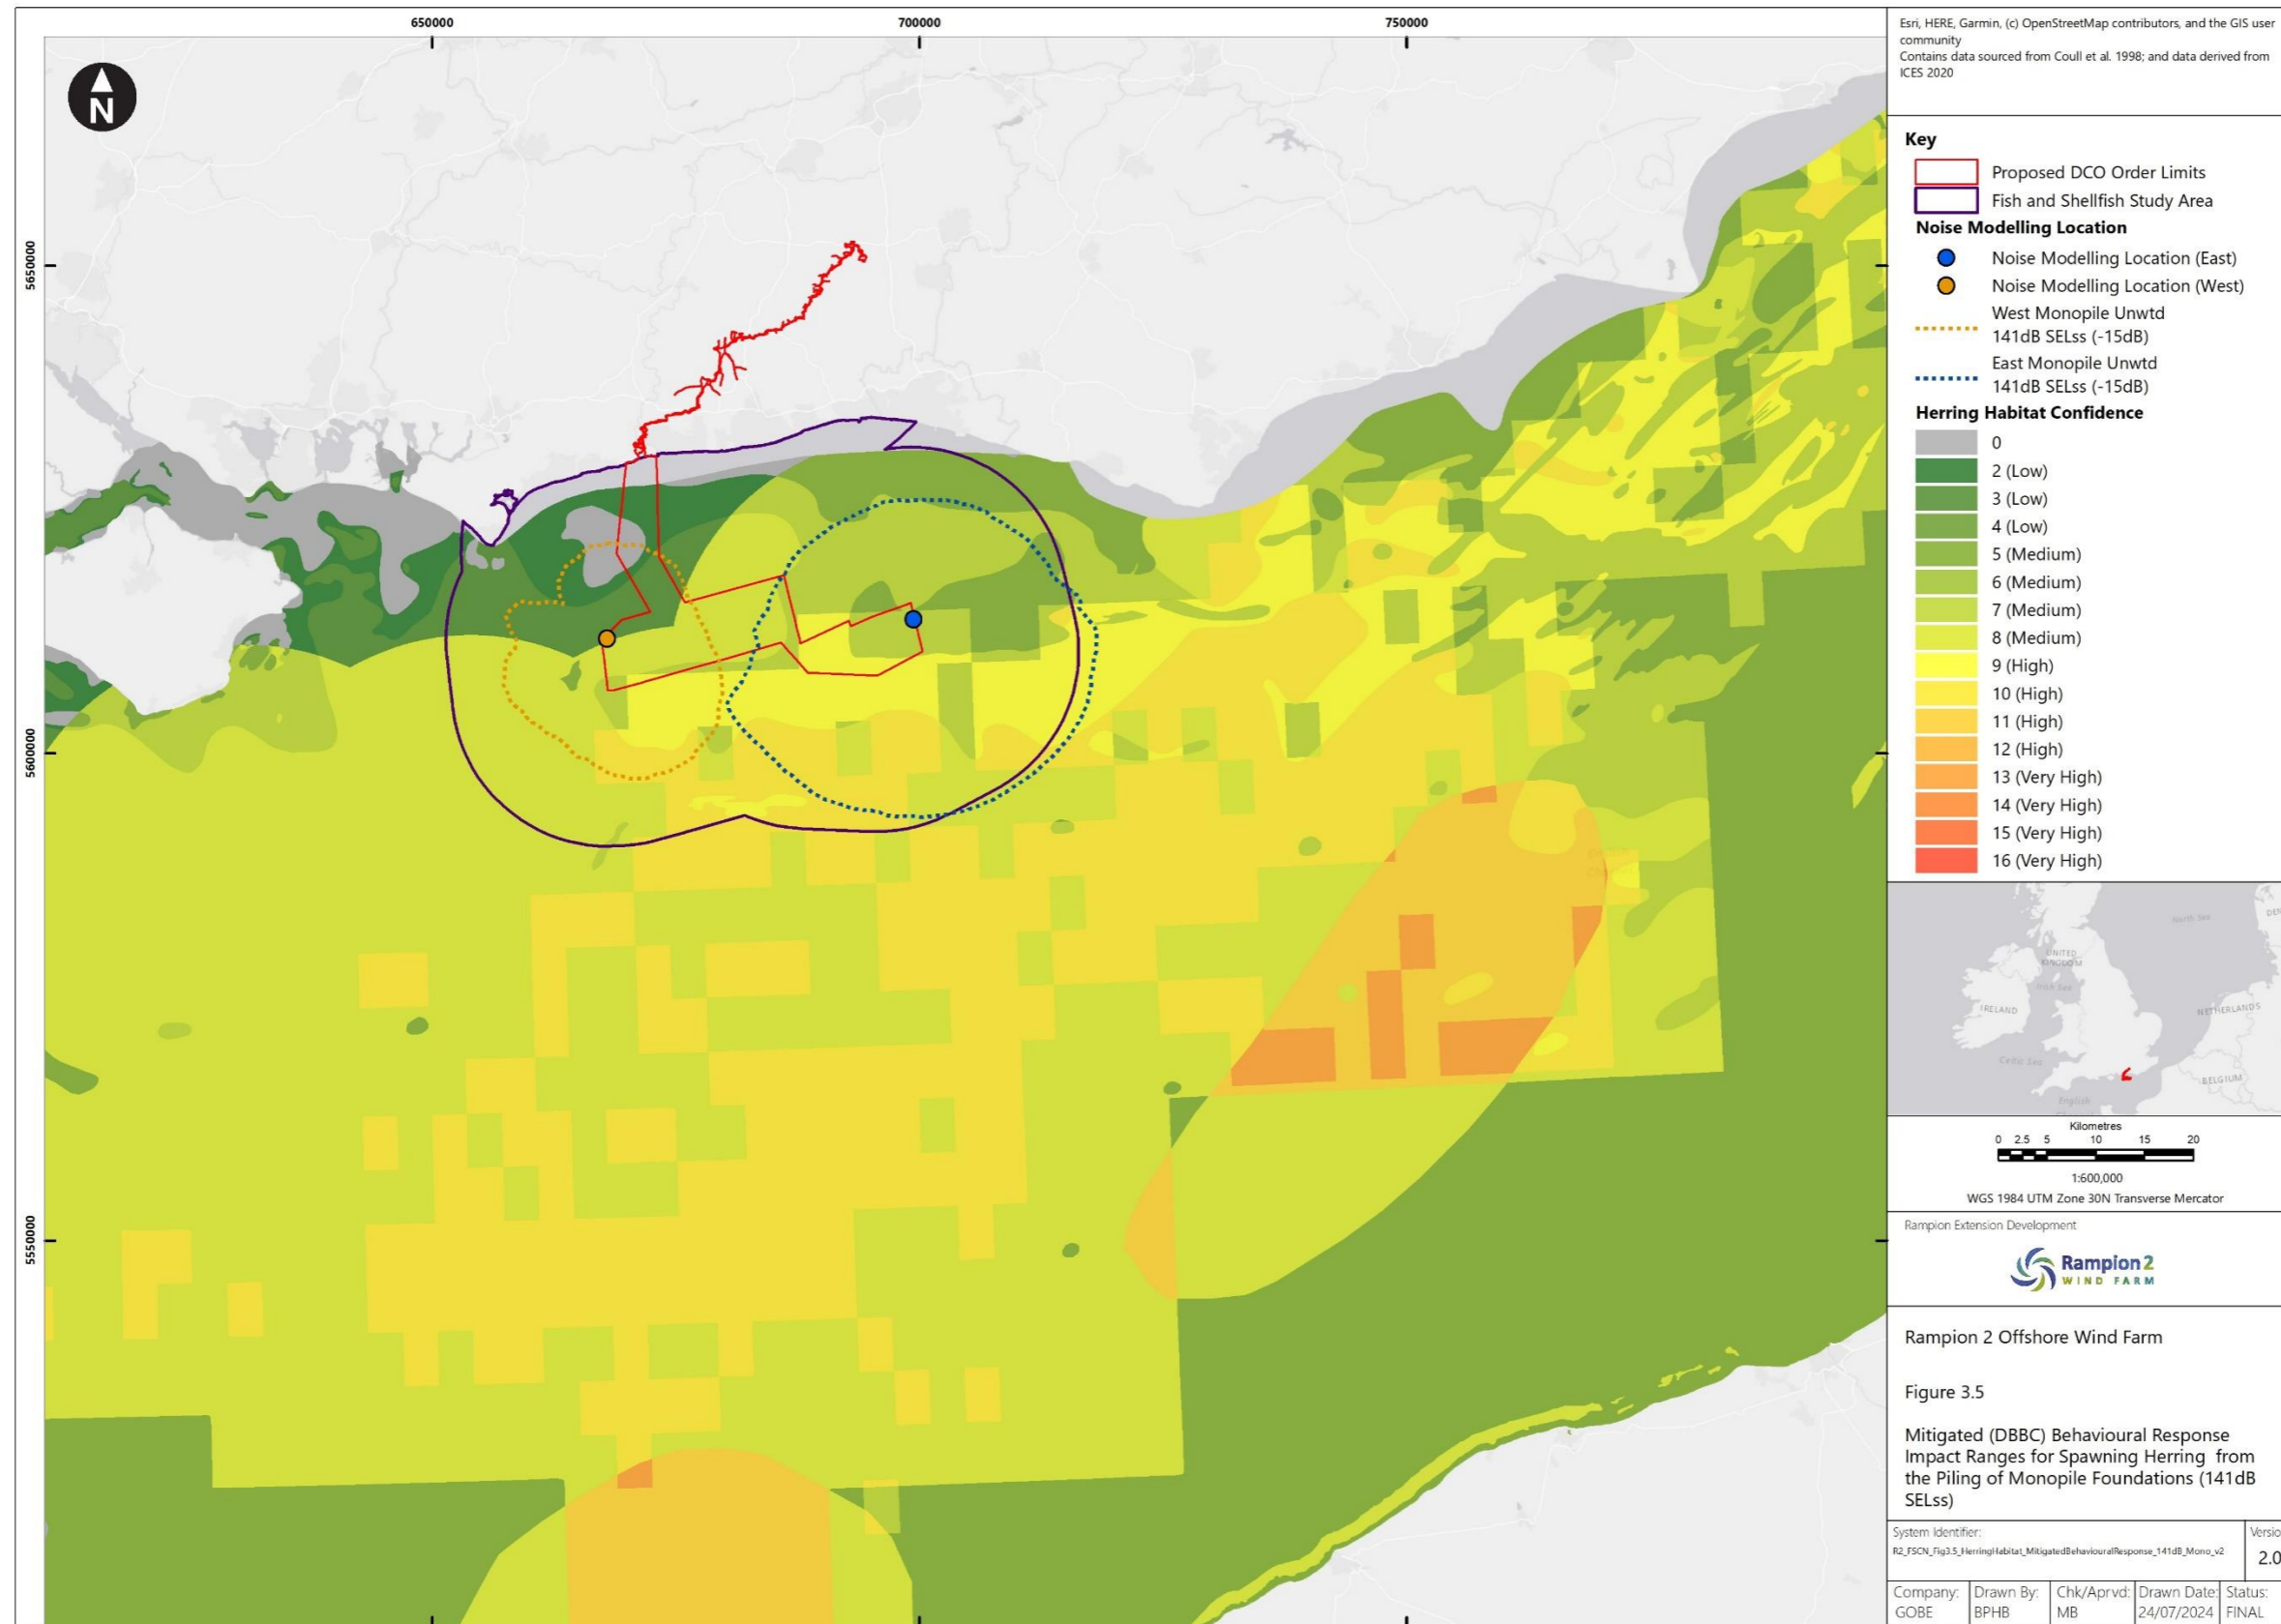 650000 700000 750000
5650000
5600000
5550000
N
Esri, HERE, Garmin, (c) OpenStreetMap contributors, and the GIS user
community
Contains data sourced from Coull et al. 1998; and data derived from
ICES 2020
Key
Proposed DCO Order Limits
Fish and Shellfish Study Area
Noise Modelling Location
Noise Modelling Location (East)
Noise Modelling Location (West)
West Monopile Unwtd
141dB SELss (-15dB)
East Monopile Unwtd
141dB SELss (-15dB)
Herring Habitat Confidence
0
2 (Low)
3 (Low)
4 (Low)
5 (Medium)
6 (Medium)
7 (Medium)
8 (Medium)
9 (High)
10 (High)
11 (High)
12 (High)
13 (Very High)
14 (Very High)
15 (Very High)
16 (Very High)
North Sea
DEN
UNITED
KINGDOM
Irish Sea
IRELAND
NETHERLANDS
Celtic Sea
BELGIUM
English
Kilometres
0 2.5 5 10 15 20
1:600,000
WGS 1984 UTM Zone 30N Transverse Mercator
Rampion Extension Development
Rampion 2
WIND FARM
Rampion 2 Offshore Wind Farm
Figure 3.5
Mitigated (DBBC) Behavioural Response
Impact Ranges for Spawning Herring from
the Piling of Monopile Foundations (141dB
SELss)
System Identifier:
R2_FSCN_Fig3.5_HerringHabitat_MitigatedBehaviouralResponse_141dB_Mono_v2
Versio
2.0
Company: Drawn By: Chk/Aprvd: Drawn Date: Status:
GOBE BPHB MB 24/07/2024 FINAL